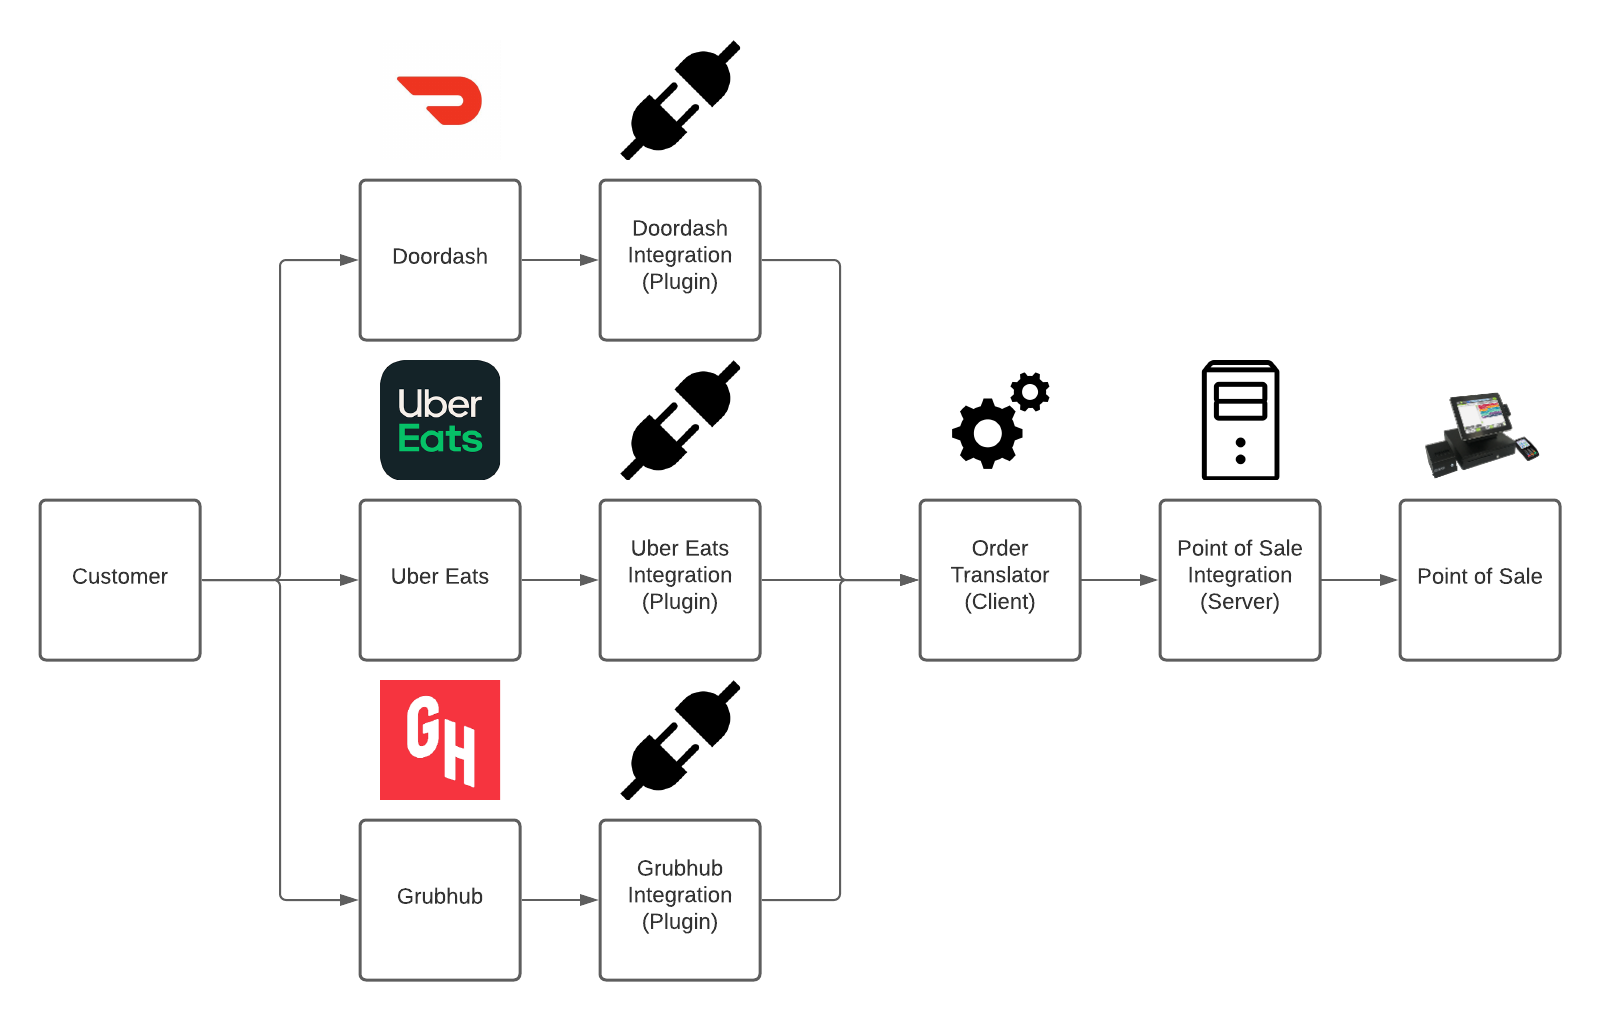 Doordash
Doordash
Integration
(Plugin)
Uber
Eats
Customer
Uber Eats
Uber Eats
Integration
(Plugin)
Order
Translator
(Client)
Point of Sale
Integration
(Server)
Point of Sale
GH
Grubhub
Grubhub
Integration
(Plugin)